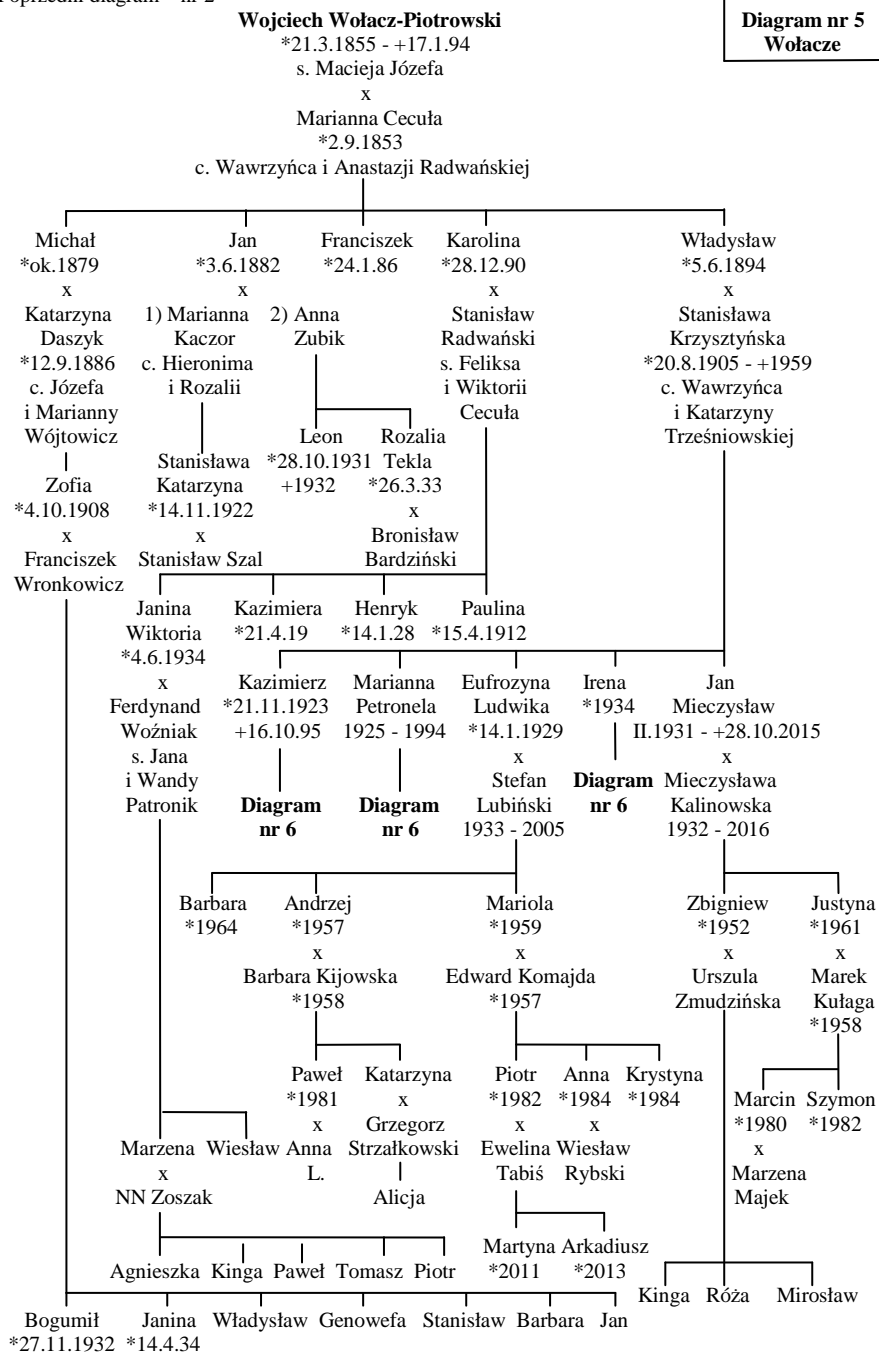 Poprzedni diagram – nr 2
Diagram nr 5
Wołacze
Wojciech Wołacz-Piotrowski
*21.3.1855 - +17.1.94
s. Macieja Józefa
x
Marianna Cecuła
*2.9.1853
c. Wawrzyńca i Anastazji Radwańskiej
Michał Jan Franciszek Karolina Władysław
*ok.1879 *3.6.1882 *24.1.86 *28.12.90 *5.6.1894
x x x x
Katarzyna 1) Marianna 2) Anna Stanisław Stanisława
Daszyk Kaczor Zubik Radwański Krzysztyńska
*12.9.1886 c. Hieronima s. Feliksa *20.8.1905 - +1959
c. Józefa i Rozalii i Wiktorii c. Wawrzyńca
i Marianny Cecuła i Katarzyny
Wójtowicz Leon Rozalia Trześniowskiej
Stanisława *28.10.1931 Tekla
Zofia Katarzyna +1932 *26.3.33
*4.10.1908 *14.11.1922 x
x x Bronisław
Franciszek Stanisław Szal Bardziński
Wronkowicz
Janina Kazimiera Henryk Paulina
Wiktoria *21.4.19 *14.1.28 *15.4.1912
*4.6.1934
x Kazimierz Marianna Eufrozyna Irena Jan
Ferdynand *21.11.1923 Petronela Ludwika *1934 Mieczysław
Woźniak +16.10.95 1925 - 1994 *14.1.1929 II.1931 - +28.10.2015
s. Jana x x
i Wandy Stefan Diagram Mieczysława
Patronik Diagram Diagram Lubiński nr 6 Kalinowska
nr 6 nr 6 1933 - 2005 1932 - 2016
Barbara Andrzej Mariola Zbigniew Justyna
*1964 *1957 *1959 *1952 *1961
x x x x
Barbara Kijowska Edward Komajda Urszula Marek
*1958 *1957 Zmudzińska Kułaga
*1958
Paweł Katarzyna Piotr Anna Krystyna
*1981 x *1982 *1984 *1984 Marcin Szymon
x Grzegorz x x *1980 *1982
Marzena Wiesław Anna Strzałkowski Ewelina Wiesław x
x L. Tabiś Rybski Marzena
NN Zoszak Alicja Majek
Martyna Arkadiusz
Agnieszka Kinga Paweł Tomasz Piotr *2011 *2013
Kinga Róża Mirosław
Bogumił Janina Władysław Genowefa Stanisław Barbara Jan
*27.11.1932 *14.4.34